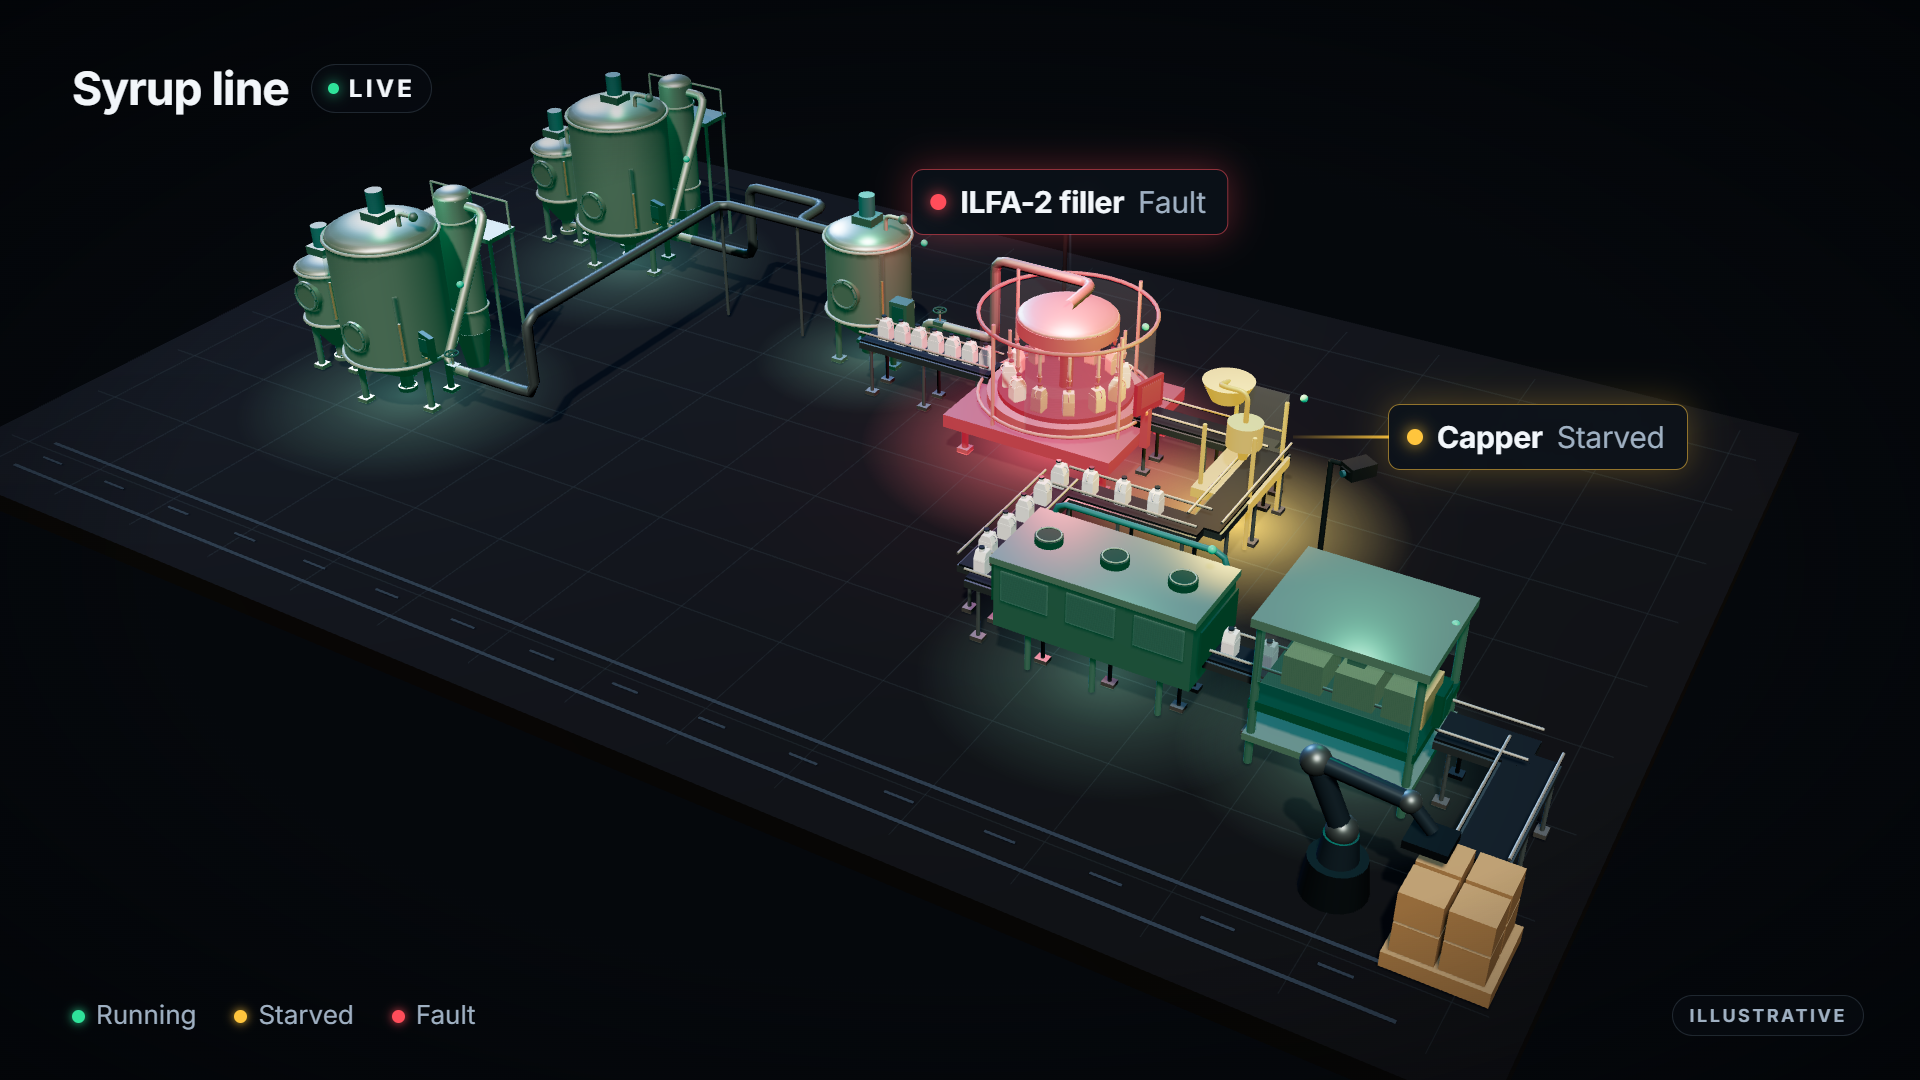 Syrup line
LIVE
ILFA-2 filler Fault
Capper Starved
Running
Starved
Fault
ILLUSTRATIVE